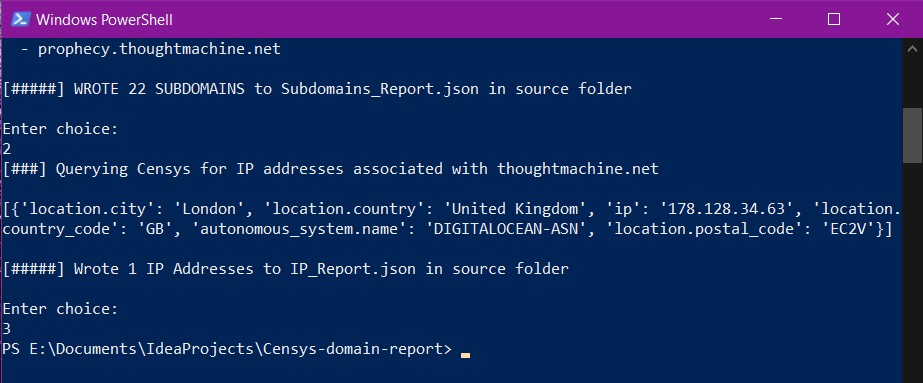 Windows PowerShell
- prophecy.thoughtmachine.net
[#####] WROTE 22 SUBDOMAINS to Subdomains_Report.json in source folder
Enter choice:
2
[###] Querying Censys for IP addresses associated with thoughtmachine.net
[{'location.city': 'London', 'location.country': 'United Kingdom', 'ip': '178.128.34.63', 'location.
country_code': 'GB', 'autonomous_system.name': 'DIGITALOCEAN-ASN', 'location.postal_code': 'EC2V'}]
[#####] Wrote 1 IP Addresses to IP_Report.json in source folder
Enter choice:
3
PS E:\Documents\IdeaProjects\Censys-domain-report>